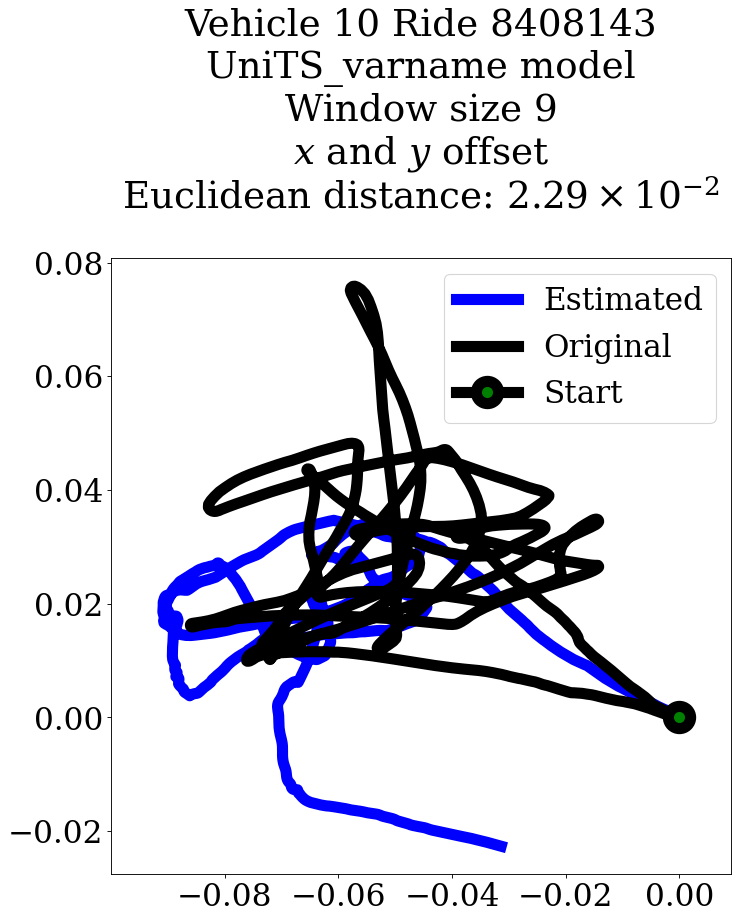 Vehicle 10 Ride 8408143
UniTS_varname model
Window size 9
x and y offset
Euclidean distance: 2.29 × 10⁻²
0.08
0.06
0.04
0.02
0.00
−0.02
Estimated
Original
Start
−0.08 −0.06 −0.04 −0.02 0.00